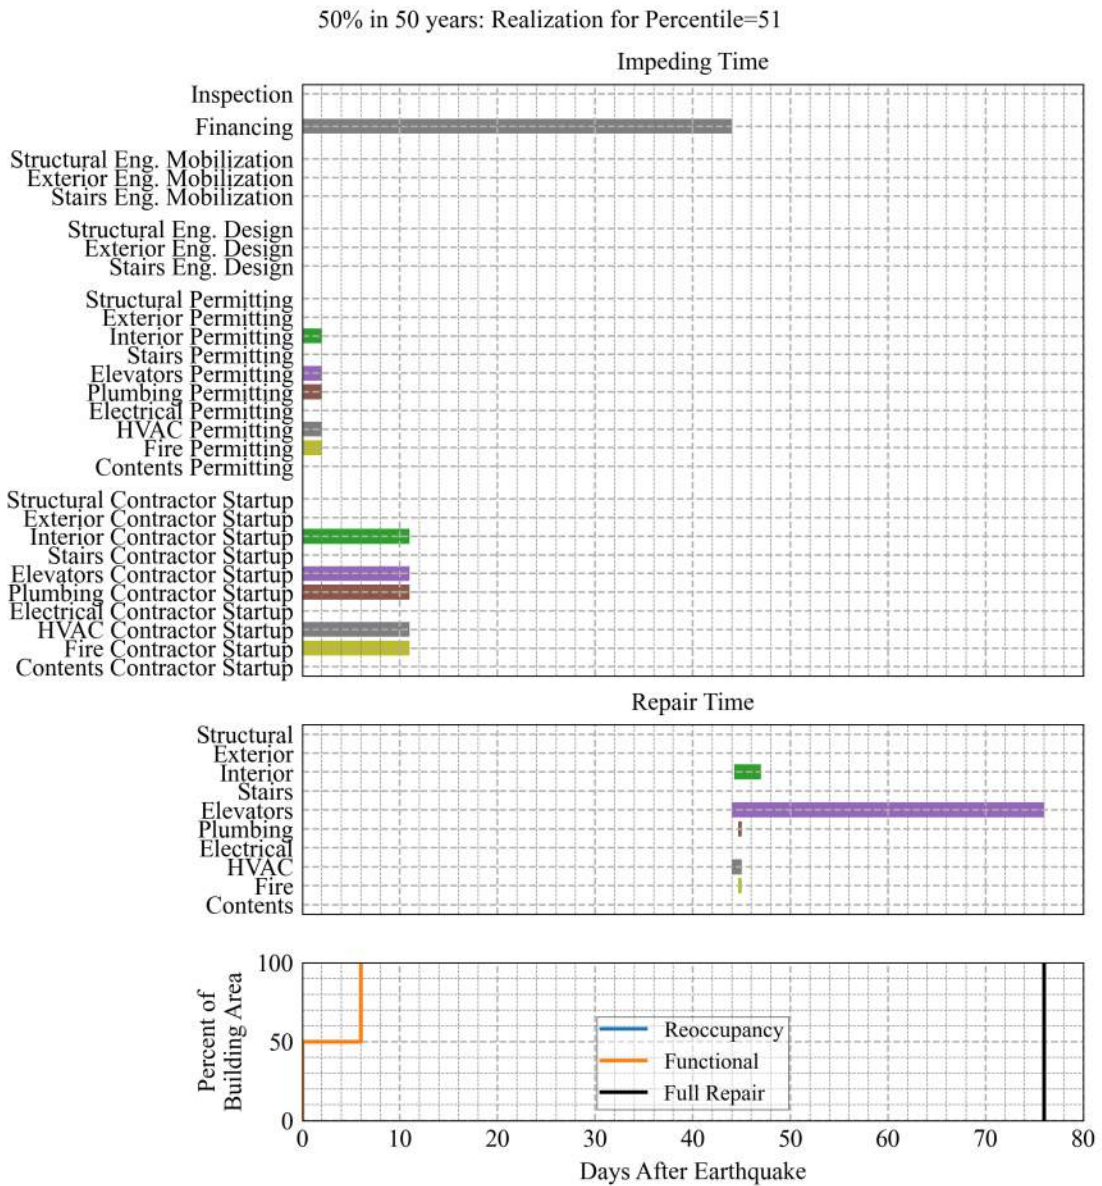 50% in 50 years: Realization for Percentile=51
Impeding Time
Inspection
Financing
Structural Eng. Mobilization
Exterior Eng. Mobilization
Stairs Eng. Mobilization
Structural Eng. Design
Exterior Eng. Design
Stairs Eng. Design
Structural Permitting
Exterior Permitting
Interior Permitting
Stairs Permitting
Elevators Permitting
Plumbing Permitting
Electrical Permitting
HVAC Permitting
Fire Permitting
Contents Permitting
Structural Contractor Startup
Exterior Contractor Startup
Interior Contractor Startup
Stairs Contractor Startup
Elevators Contractor Startup
Plumbing Contractor Startup
Electrical Contractor Startup
HVAC Contractor Startup
Fire Contractor Startup
Contents Contractor Startup
Repair Time
Structural
Exterior
Interior
Stairs
Elevators
Plumbing
Electrical
HVAC
Fire
Contents
Percent of
Building Area
100
50
0
Reoccupancy
Functional
Full Repair
0 10 20 30 40 50 60 70 80
Days After Earthquake